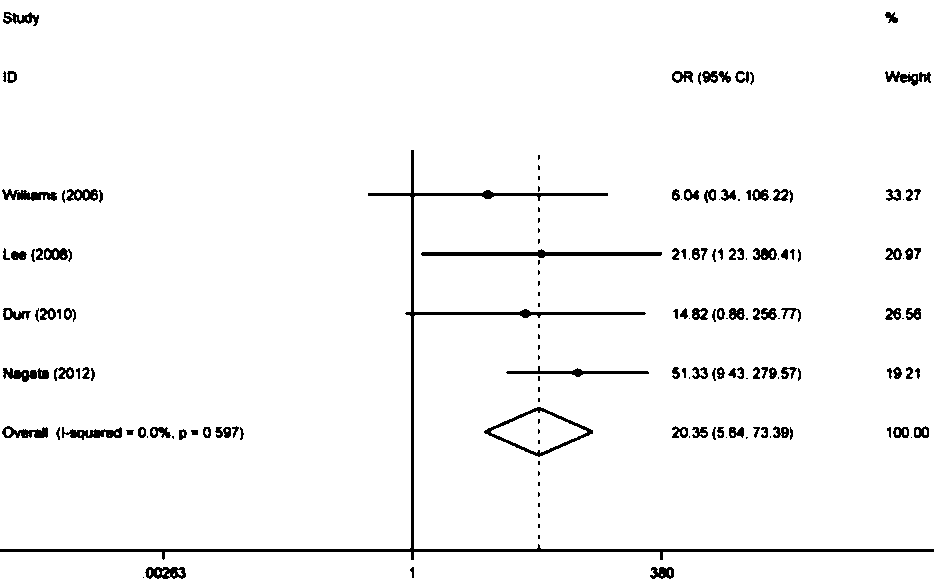 Study %
ID OR (95% CI) Weight
Williams (2006) 6.04 (0.34, 106.22) 33.27
Lee (2008) 21.67 (1.23, 380.41) 20.97
Durr (2010) 14.82 (0.86, 256.77) 26.56
Nagata (2012) 51.33 (9.43, 279.57) 19.21
Overall (I-squared = 0.0%, p = 0.597) 20.35 (5.64, 73.39) 100.00
.00263 1 380